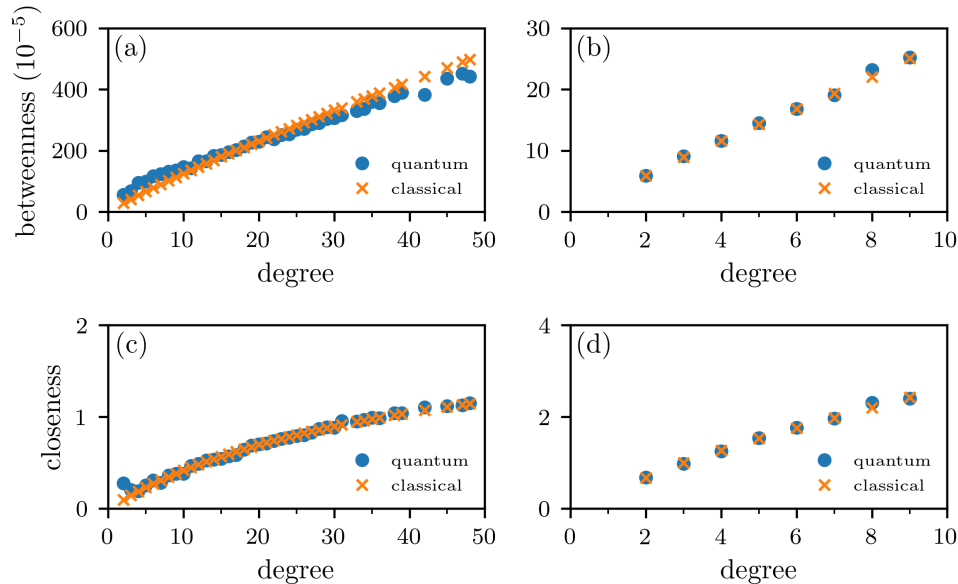 betweenness (10⁻⁵)
600
400
200
0
(a)
quantum
classical
0 10 20 30 40 50
degree
30
20
10
0
(b)
quantum
classical
0 2 4 6 8 10
degree
closeness
2
1
0
(c)
quantum
classical
0 10 20 30 40 50
degree
4
2
0
(d)
quantum
classical
0 2 4 6 8 10
degree